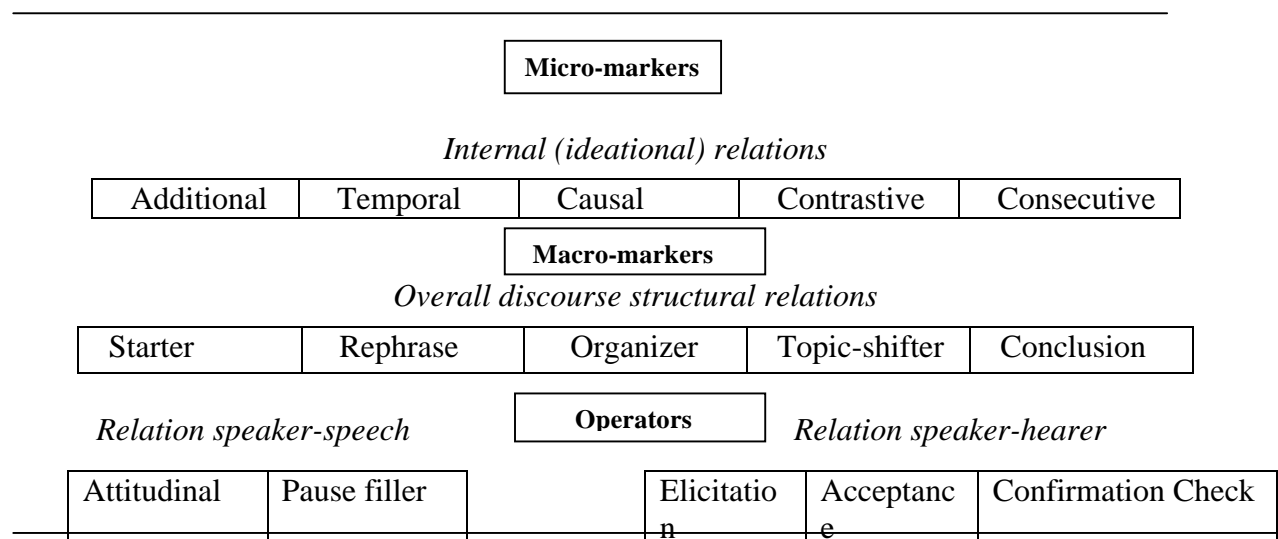 Micro-markers
Internal (ideational) relations
Additional Temporal Causal Contrastive Consecutive
Macro-markers
Overall discourse structural relations
Starter Rephrase Organizer Topic-shifter Conclusion
Operators
Relation speaker-speech Relation speaker-hearer
Attitudinal Pause filler Elicitatio Acceptanc Confirmation Check
n e